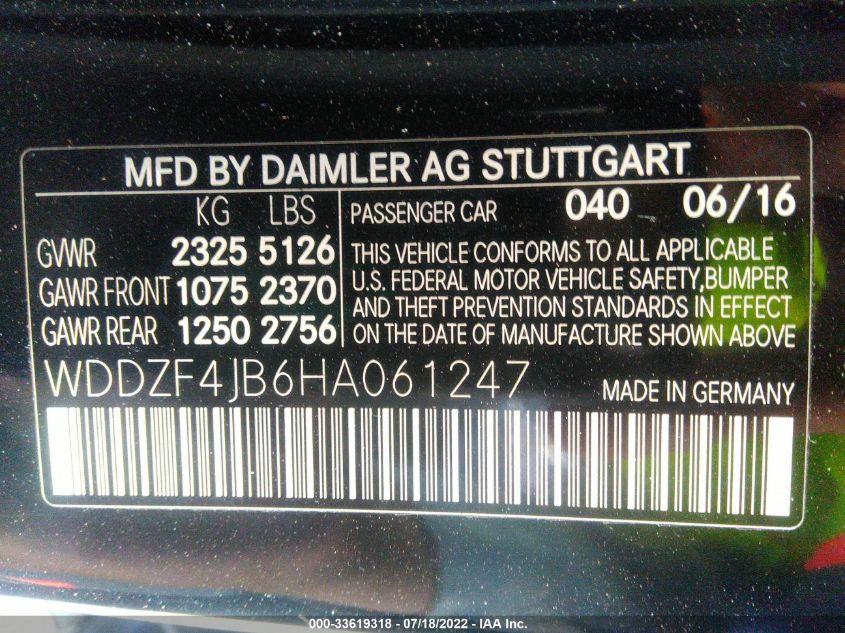 MFD BY DAIMLER AG STUTTGART
KG LBS
GVWR 2325 5126
GAWR FRONT 1075 2370
GAWR REAR 1250 2756
PASSENGER CAR 040 06/16
THIS VEHICLE CONFORMS TO ALL APPLICABLE
U.S. FEDERAL MOTOR VEHICLE SAFETY,BUMPER
AND THEFT PREVENTION STANDARDS IN EFFECT
ON THE DATE OF MANUFACTURE SHOWN ABOVE
WDDZF4JB6HA061247 MADE IN GERMANY
000-33619318 - 07/18/2022 - IAA Inc.